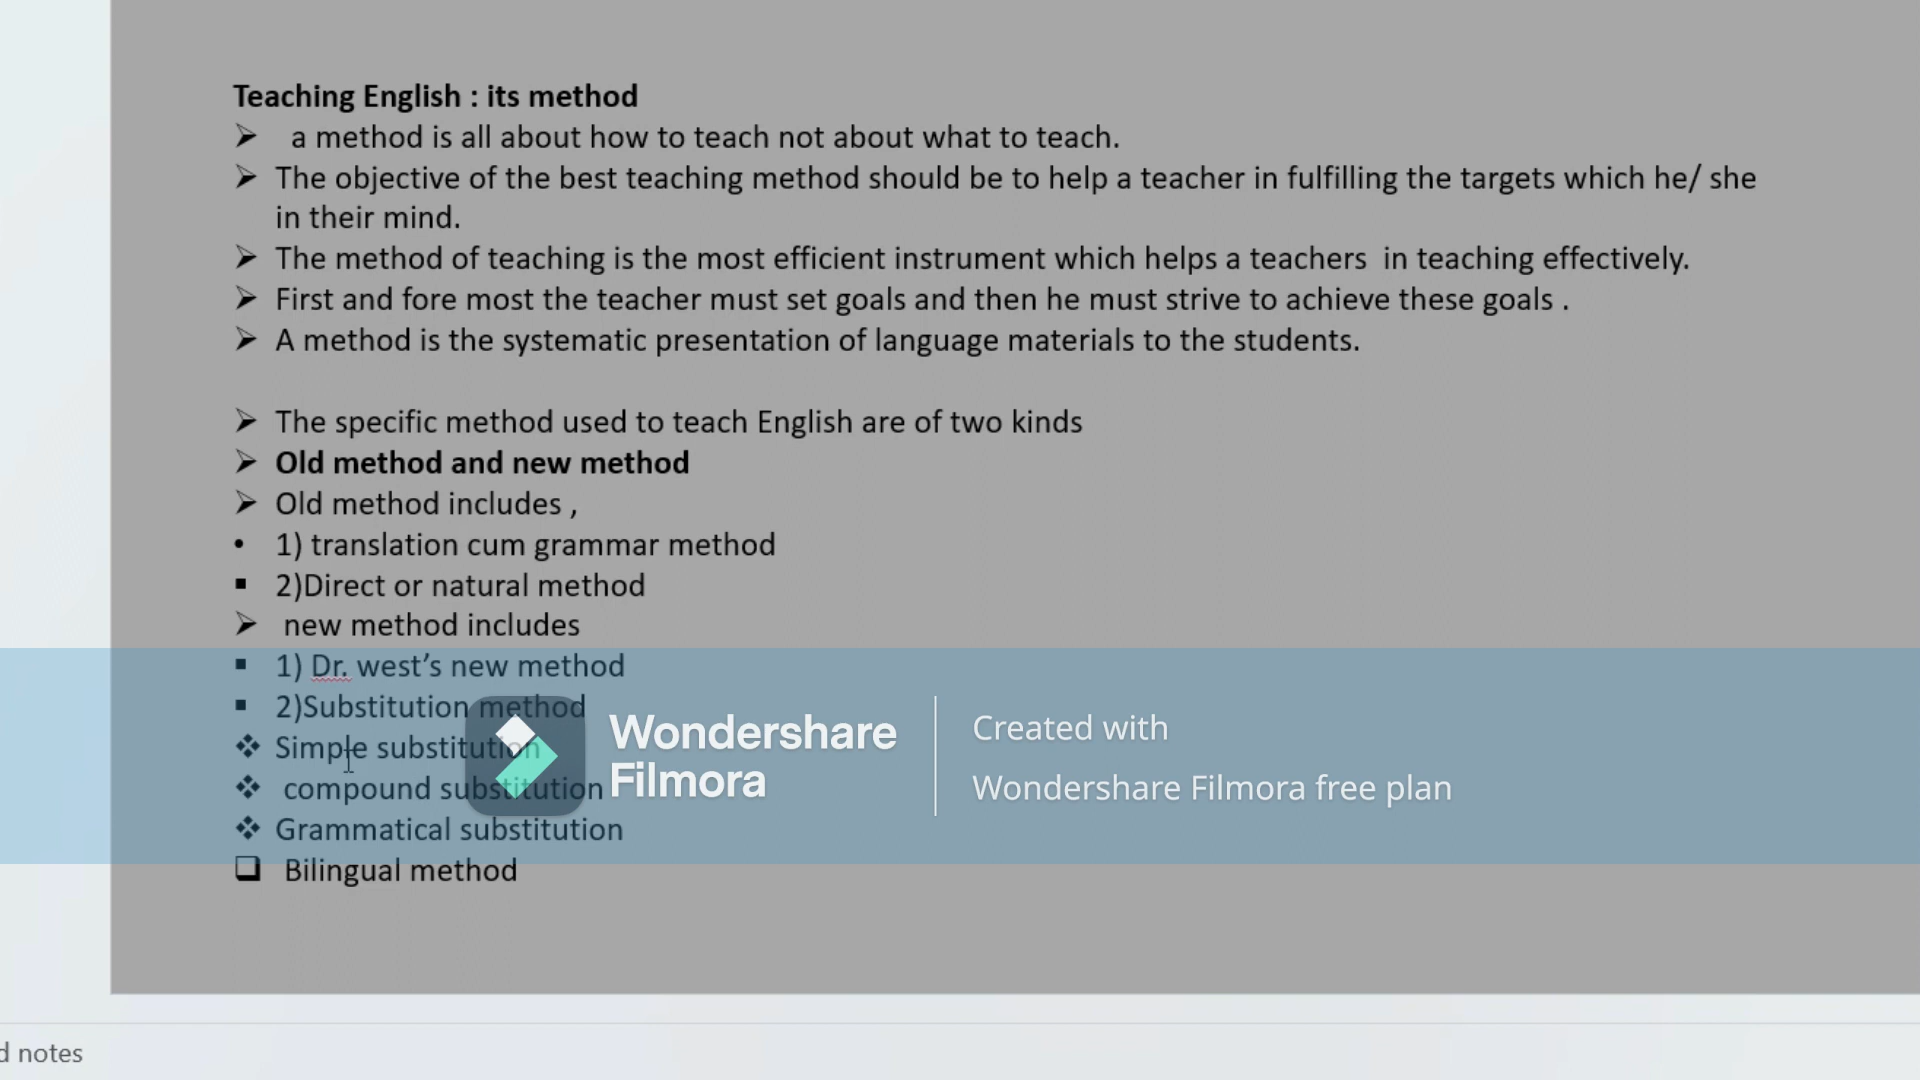 Teaching English : its method
➢ a method is all about how to teach not about what to teach.
➢ The objective of the best teaching method should be to help a teacher in fulfilling the targets which he/ she
in their mind.
➢ The method of teaching is the most efficient instrument which helps a teachers in teaching effectively.
➢ First and fore most the teacher must set goals and then he must strive to achieve these goals .
➢ A method is the systematic presentation of language materials to the students.
➢ The specific method used to teach English are of two kinds
➢ Old method and new method
➢ Old method includes ,
• 1) translation cum grammar method
▪ 2)Direct or natural method
➢ new method includes
▪ 1) Dr. west’s new method
▪ 2)Substitution method
❖ Simple substitution
❖ compound substitution
❖ Grammatical substitution
❑ Bilingual method
Wondershare
Filmora
Created with
Wondershare Filmora free plan
d notes